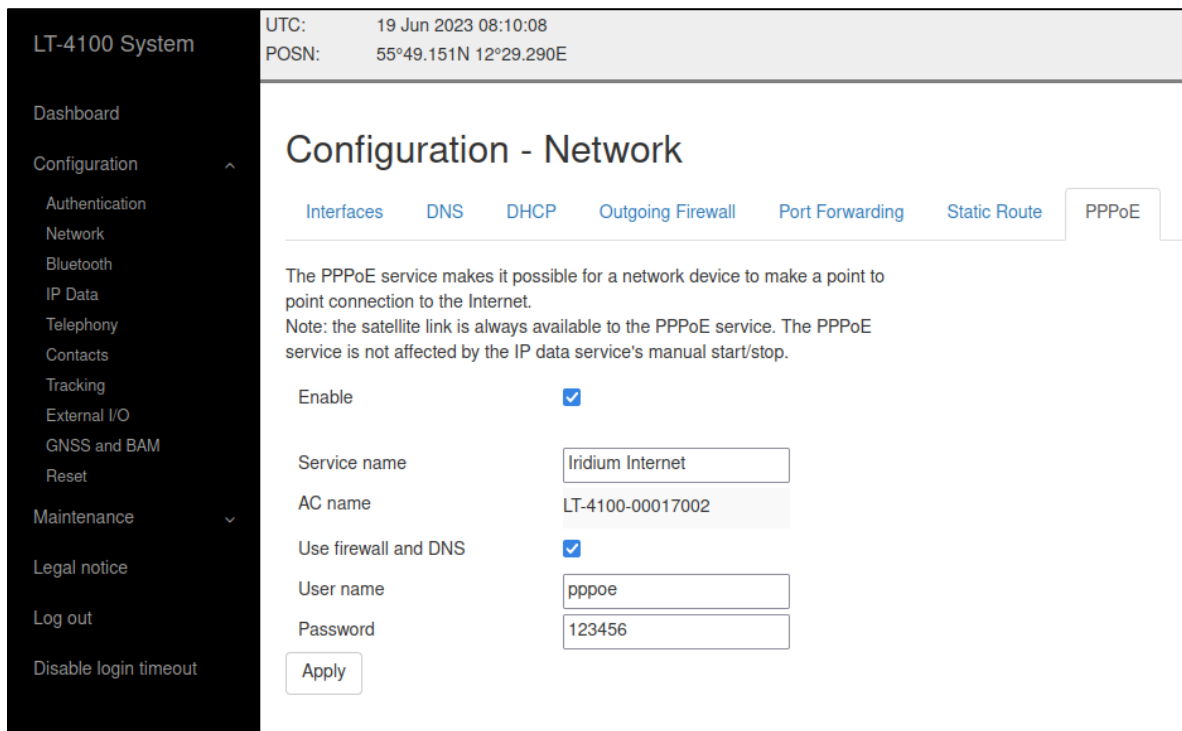 LT-4100 System
UTC: 19 Jun 2023 08:10:08
POSN: 55°49.151N 12°29.290E
Dashboard
Configuration
Authentication
Network
Bluetooth
IP Data
Telephony
Contacts
Tracking
External I/O
GNSS and BAM
Reset
Maintenance
Legal notice
Log out
Disable login timeout
Configuration - Network
Interfaces DNS DHCP Outgoing Firewall Port Forwarding Static Route PPPoE
The PPPoE service makes it possible for a network device to make a point to
point connection to the Internet.
Note: the satellite link is always available to the PPPoE service. The PPPoE
service is not affected by the IP data service's manual start/stop.
Enable
Service name Iridium Internet
AC name LT-4100-00017002
Use firewall and DNS
User name pppoe
Password 123456
Apply